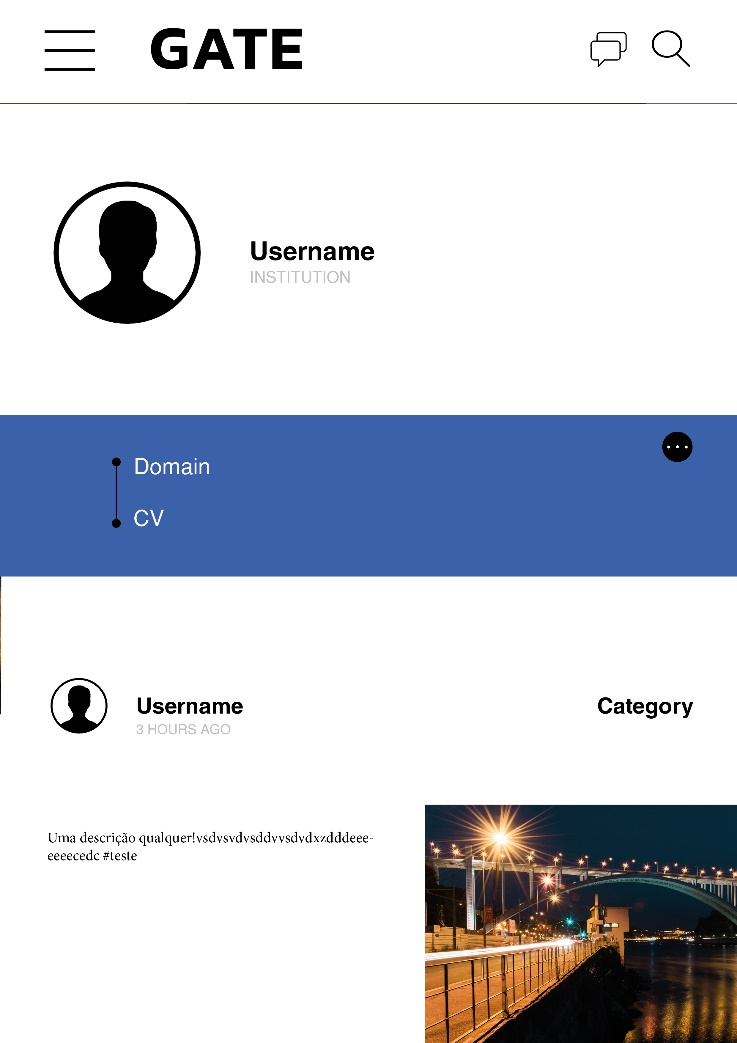 GATE
Username
INSTITUTION
Domain
CV
Username
3 HOURS AGO
Category
Uma descrição qualquer!vsdvsvdvsddvvsdvdxzdddeee-
eeeecedc #teste